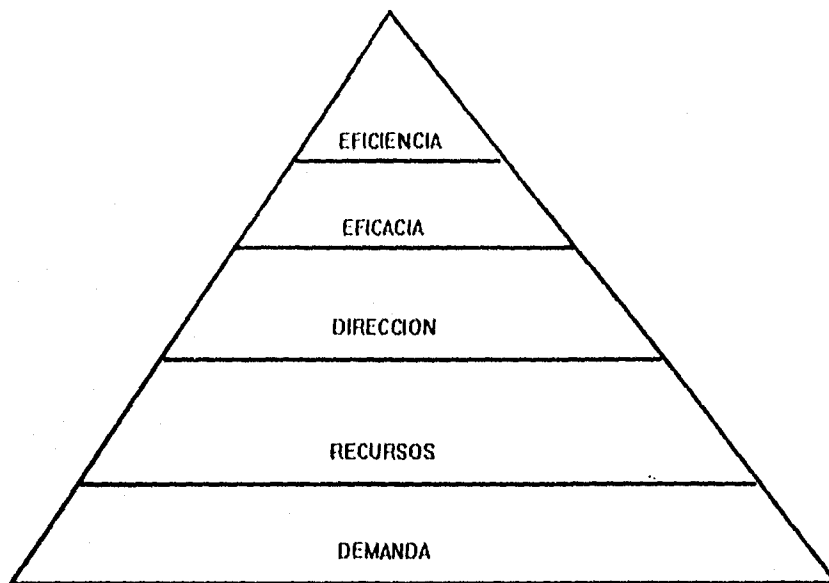 EFICIENCIA
EFICACIA
DIRECCION
RECURSOS
DEMANDA